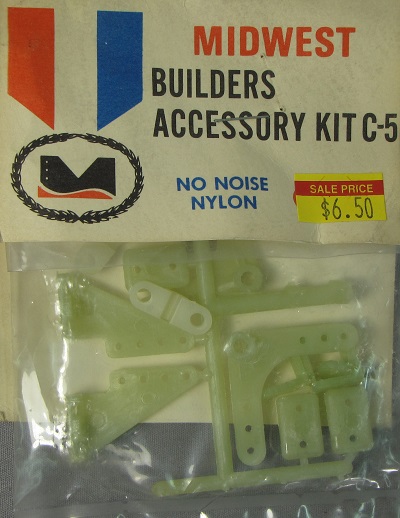 MIDWEST
BUILDERS
ACCESSORY KIT C-5
NO NOISE
NYLON
SALE PRICE
$6.50
M